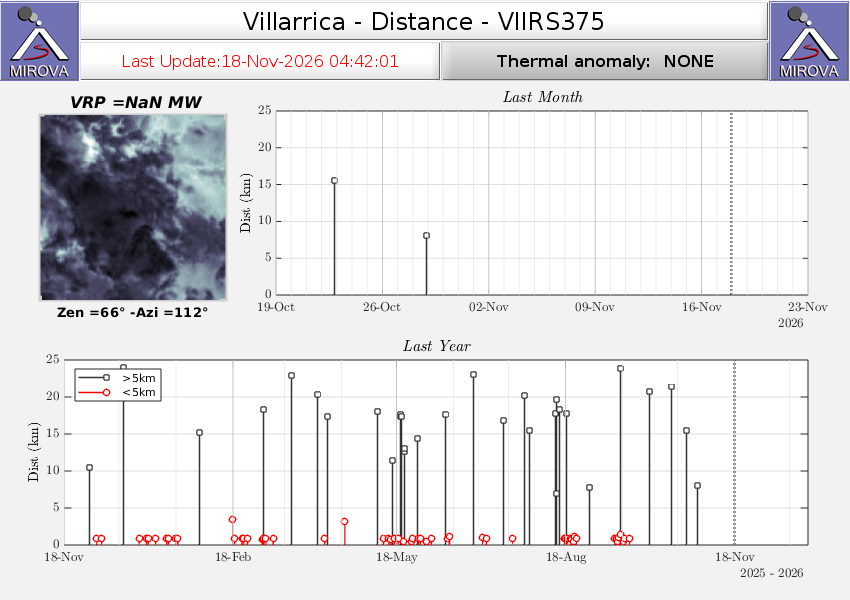 MIROVA
Villarrica - Distance - VIIRS375
MIROVA
Last Update:18-Nov-2026 04:42:01
Thermal anomaly: NONE
VRP =NaN MW
Zen =66° -Azi =112°
Last Month
Dist (km)
25
20
15
10
5
0
19-Oct
26-Oct
02-Nov
09-Nov
16-Nov
23-Nov
2026
Last Year
Dist (km)
25
20
15
10
5
0
>5km
<5km
18-Nov
18-Feb
18-May
18-Aug
18-Nov
2025 - 2026